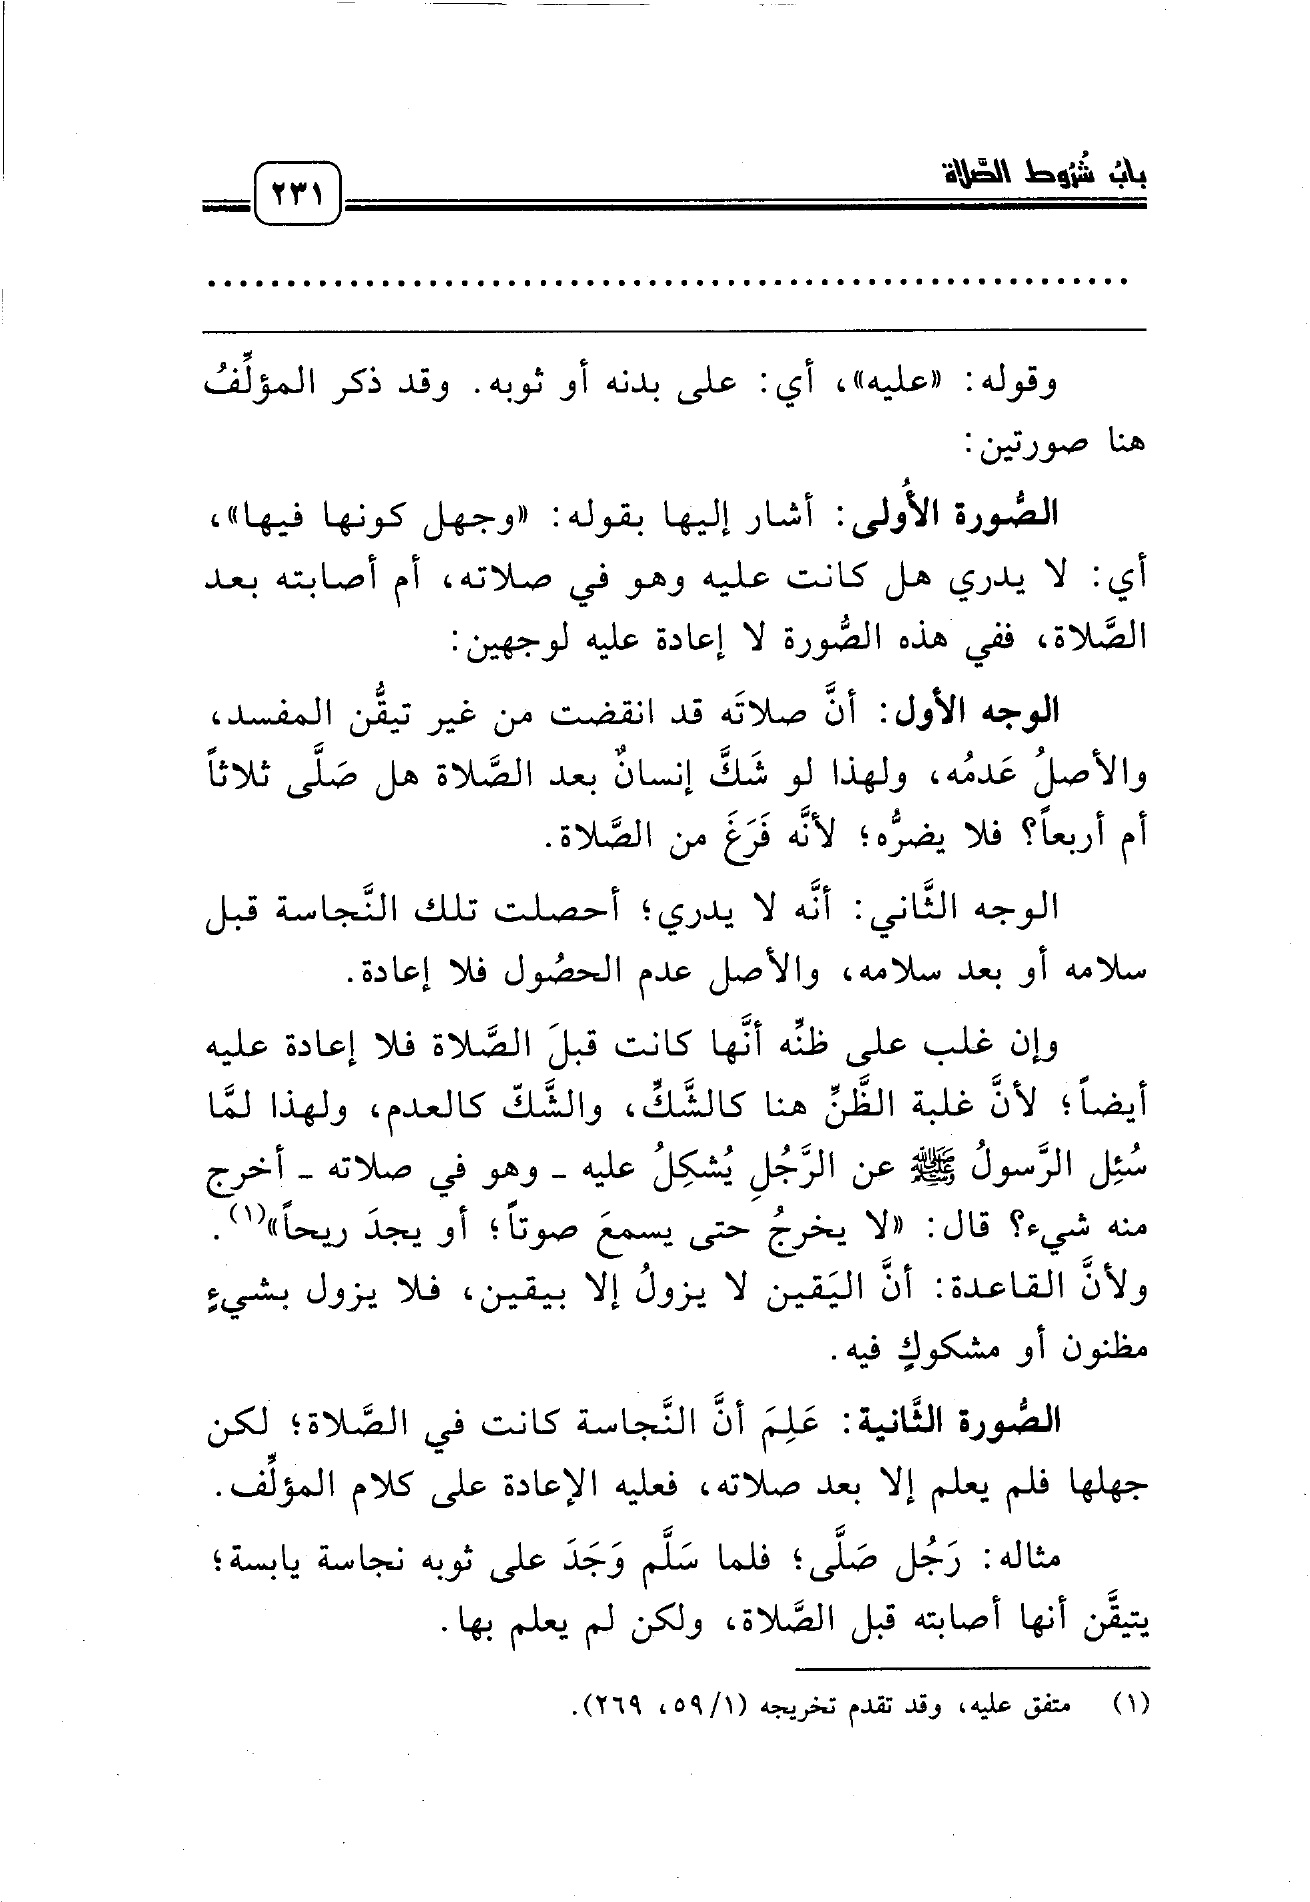 بابُ شُرُوط الصَّلاة
٢٣١
................................................................
وقوله: «عليه»، أي: على بدنه أو ثوبه. وقد ذكر المؤلِّفُ
هنا صورتين:
الصُّورة الأُولى: أشار إليها بقوله: «وجهل كونها فيها»،
أي: لا يدري هل كانت عليه وهو في صلاته، أم أصابته بعد
الصَّلاة، ففي هذه الصُّورة لا إعادة عليه لوجهين:
الوجه الأول: أنَّ صلاتَه قد انقضت من غير تيقُّن المفسد،
والأصلُ عَدمُه، ولهذا لو شَكَّ إنسانٌ بعد الصَّلاة هل صَلَّى ثلاثاً
أم أربعاً؟ فلا يضرُّه؛ لأنَّه فَرَغَ من الصَّلاة.
الوجه الثَّاني: أنَّه لا يدري؛ أحصلت تلك النَّجاسة قبل
سلامه أو بعد سلامه، والأصل عدم الحصُول فلا إعادة.
وإن غلب على ظنِّه أنَّها كانت قبلَ الصَّلاة فلا إعادة عليه
أيضاً؛ لأنَّ غلبة الظَّنِّ هنا كالشَّكِّ، والشَّكّ كالعدم، ولهذا لمَّا
سُئِل الرَّسولُ ﷺ عن الرَّجُلِ يُشكِلُ عليه ـ وهو في صلاته ـ أخرج
منه شيء؟ قال: «لا يخرجُ حتى يسمعَ صوتاً؛ أو يجدَ ريحاً»(١).
ولأنَّ القاعدة: أنَّ اليَقين لا يزولُ إلا بيقين، فلا يزول بشيءٍ
مظنون أو مشكوكٍ فيه.
الصُّورة الثَّانية: عَلِمَ أنَّ النَّجاسة كانت في الصَّلاة؛ لكن
جهلها فلم يعلم إلا بعد صلاته، فعليه الإعادة على كلام المؤلِّف.
مثاله: رَجُل صَلَّى؛ فلما سَلَّم وَجَدَ على ثوبه نجاسة يابسة؛
يتيقَّن أنها أصابته قبل الصَّلاة، ولكن لم يعلم بها.
(١) متفق عليه، وقد تقدم تخريجه (١/ ٥٩، ٢٦٩).